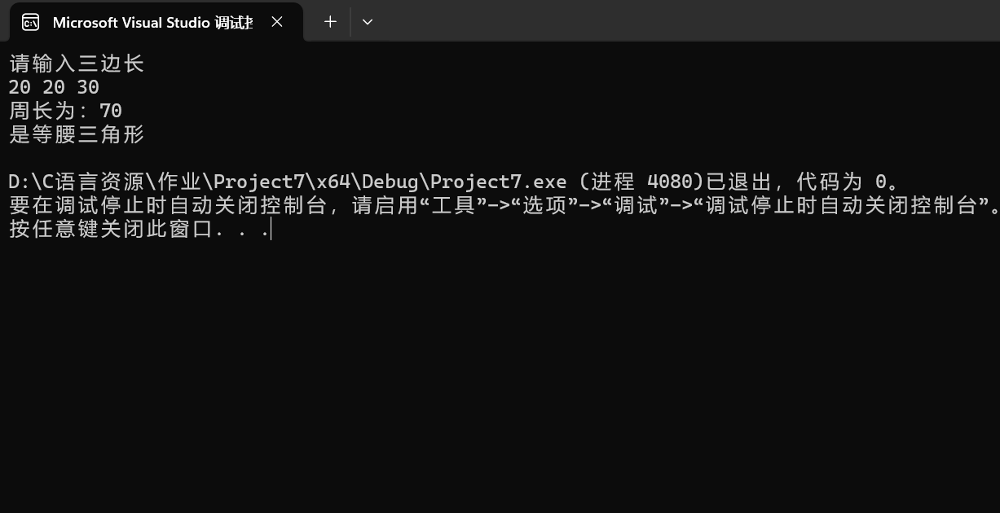 Microsoft Visual Studio 调试
请输入三边长
20 20 30
周长为: 70
是等腰三角形
D:\C语言资源\作业\Project7\x64\Debug\Project7.exe (进程 4080)已退出, 代码为 0。
要在调试停止时自动关闭控制台, 请启用“工具”->“选项”->“调试”->“调试停止时自动关闭控制台”。
按任意键关闭此窗口. . .